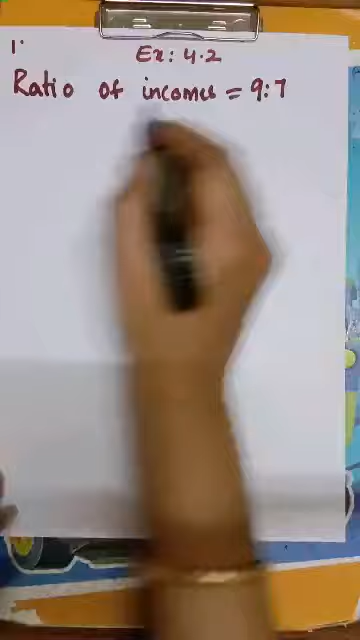 1.
Ex: 4.2
Ratio of incomes = 9:7